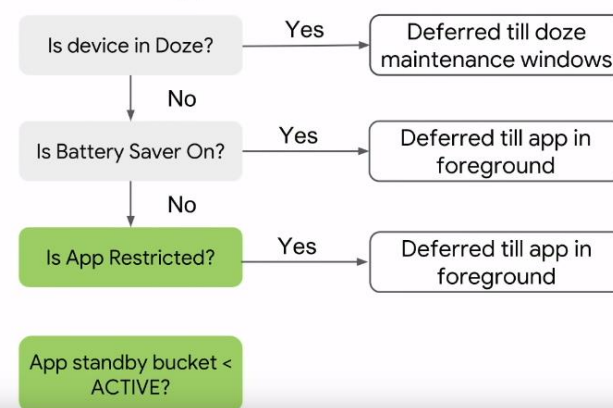 Is device in Doze?
Yes
Deferred till doze
maintenance windows
No
Is Battery Saver On?
Yes
Deferred till app in
foreground
No
Is App Restricted?
Yes
Deferred till app in
foreground
App standby bucket <
ACTIVE?